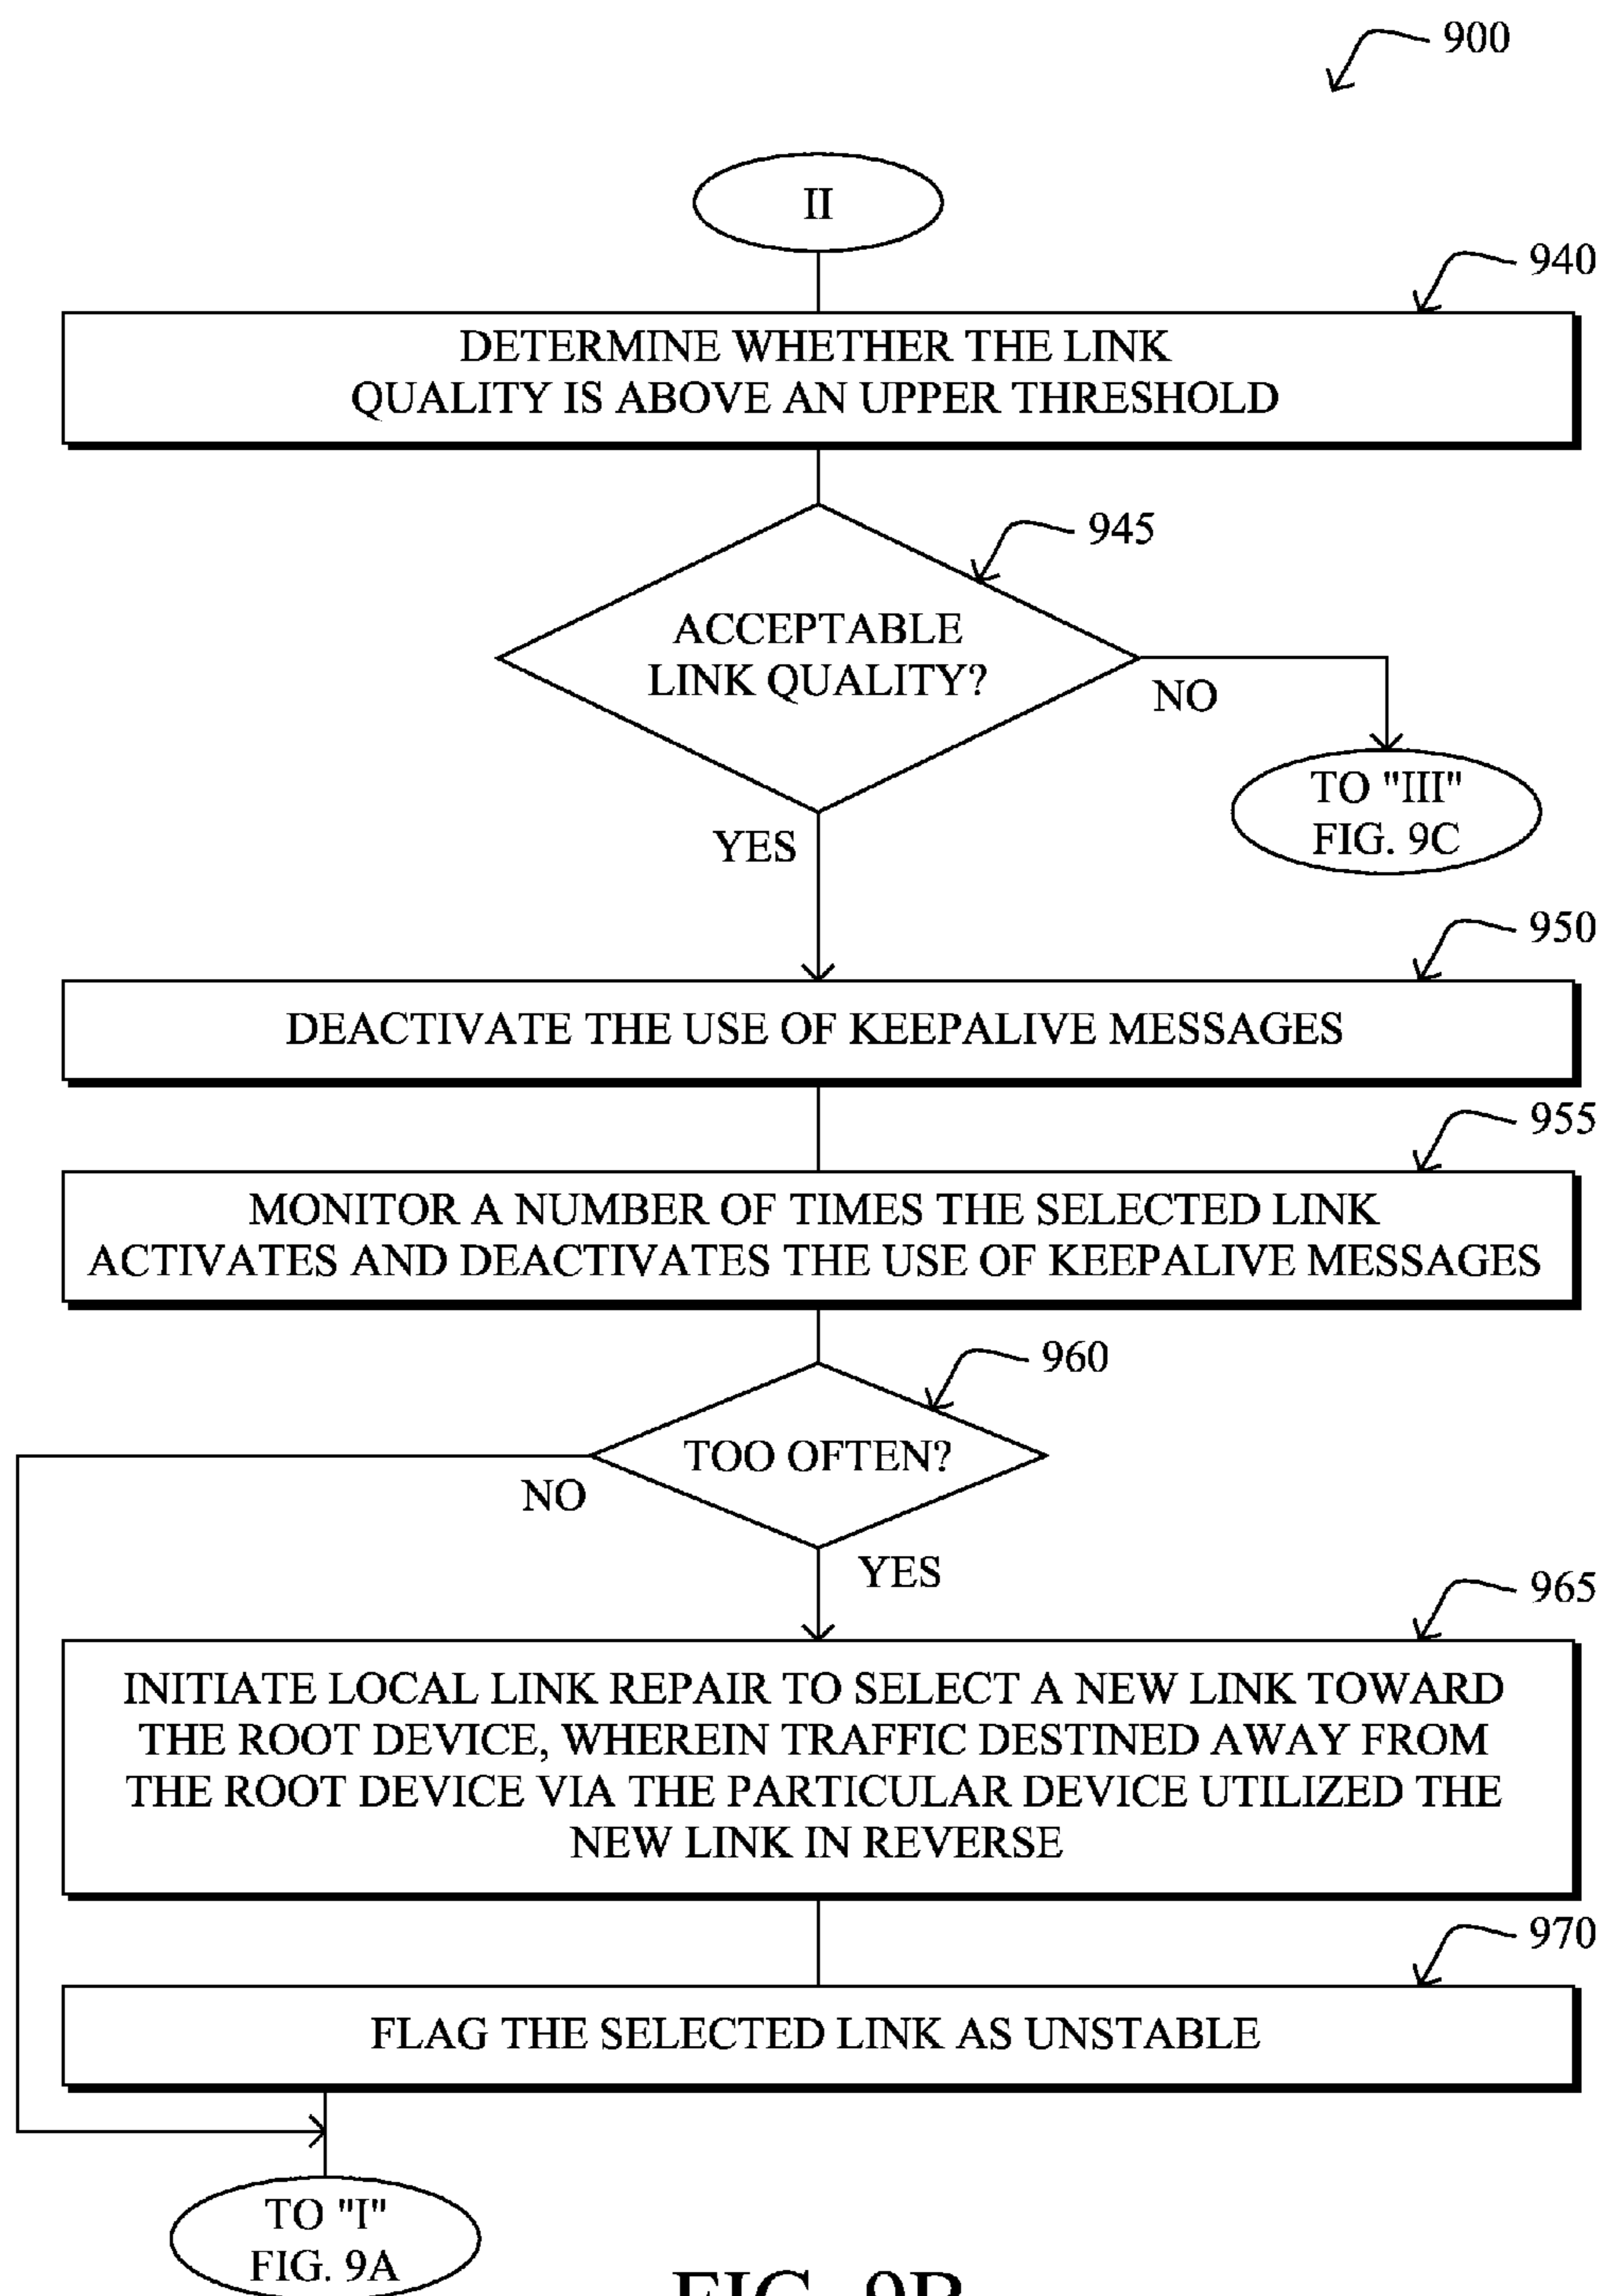 900
II
940
DETERMINE WHETHER THE LINK
QUALITY IS ABOVE AN UPPER THRESHOLD
945
ACCEPTABLE
LINK QUALITY?
NO
TO "III"
FIG. 9C
YES
950
DEACTIVATE THE USE OF KEEPALIVE MESSAGES
955
MONITOR A NUMBER OF TIMES THE SELECTED LINK
ACTIVATES AND DEACTIVATES THE USE OF KEEPALIVE MESSAGES
960
TOO OFTEN?
NO
YES
965
INITIATE LOCAL LINK REPAIR TO SELECT A NEW LINK TOWARD
THE ROOT DEVICE, WHEREIN TRAFFIC DESTINED AWAY FROM
THE ROOT DEVICE VIA THE PARTICULAR DEVICE UTILIZED THE
NEW LINK IN REVERSE
970
FLAG THE SELECTED LINK AS UNSTABLE
TO "I"
FIG. 9A
FIG. 9B